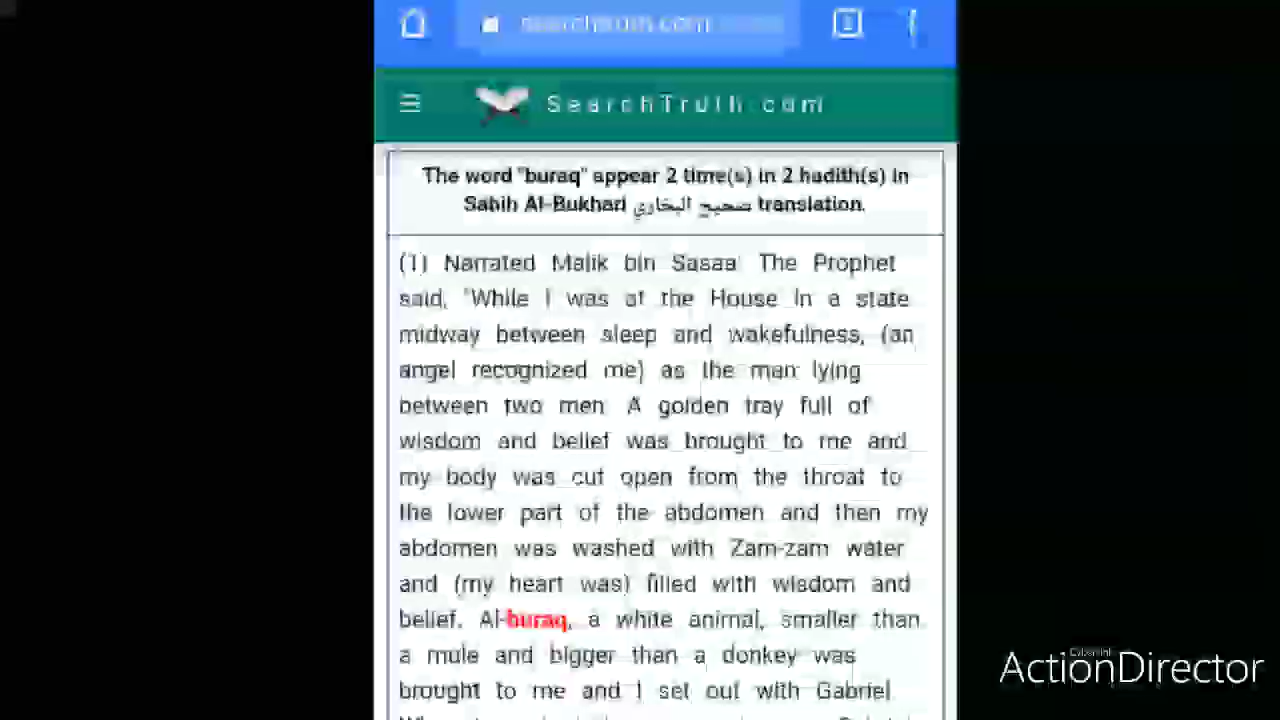 searchtruth.com
SearchTruth.com
The word "buraq" appear 2 time(s) in 2 hadith(s) in
Sahih Al-Bukhari صحيح البخاري translation.
(1) Narrated Malik bin Sasaa The Prophet
said, "While I was at the House in a state
midway between sleep and wakefulness, (an
angel recognized me) as the man lying
between two men. A golden tray full of
wisdom and belief was brought to me and
my body was cut open from the throat to
the lower part of the abdomen and then my
abdomen was washed with Zam-zam water
and (my heart was) filled with wisdom and
belief. Al-buraq, a white animal, smaller than
a mule and bigger than a donkey was
brought to me and I set out with Gabriel
CyberLink
ActionDirector